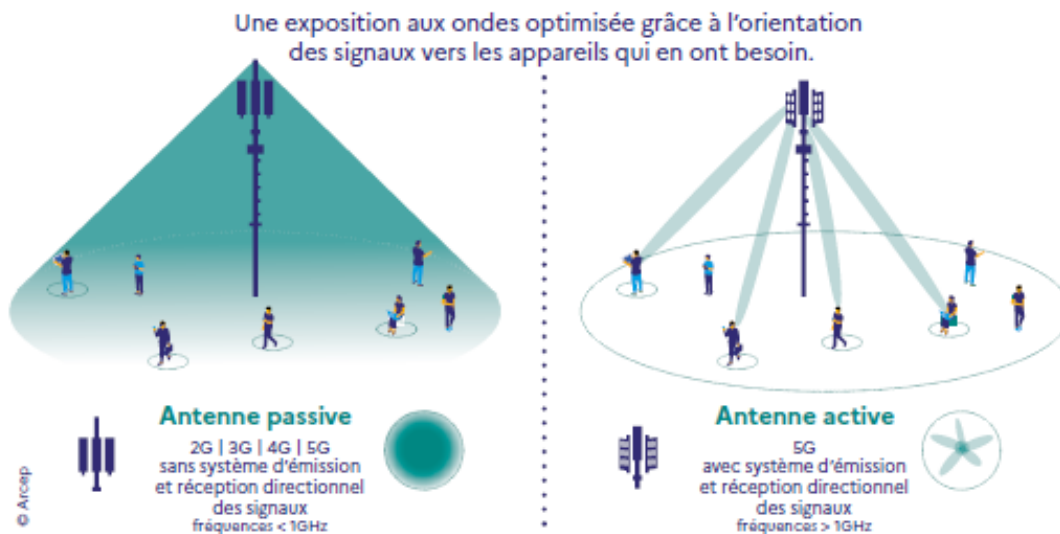 Une exposition aux ondes optimisée grâce à l'orientation
des signaux vers les appareils qui en ont besoin.
Antenne passive
2G | 3G | 4G | 5G
sans système d'émission
et réception directionnel
des signaux
fréquences < 1GHz
Antenne active
5G
avec système d'émission
et réception directionnel
des signaux
fréquences > 1GHz
© Arcep